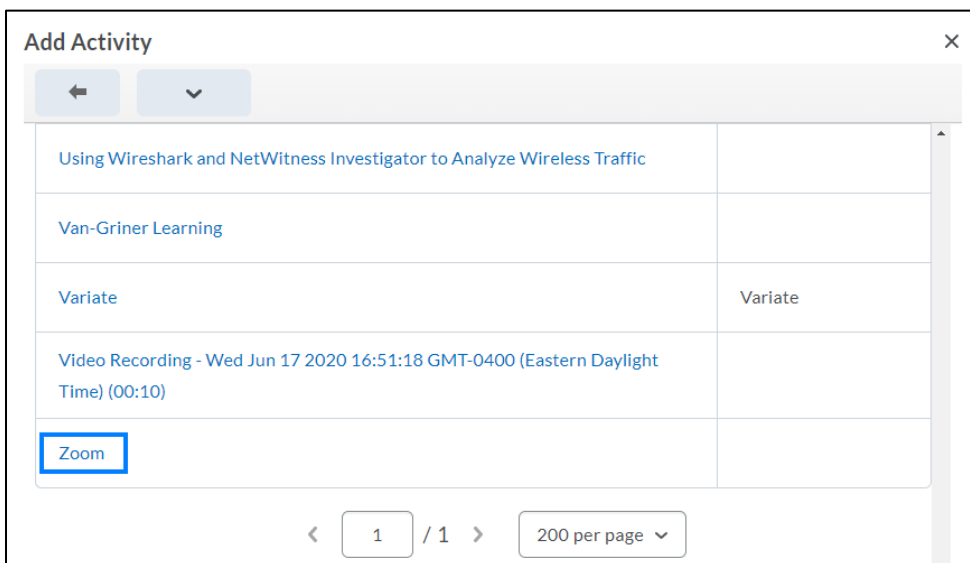 Add Activity
Using Wireshark and NetWitness Investigator to Analyze Wireless Traffic
Van-Griner Learning
Variate
Variate
Video Recording - Wed Jun 17 2020 16:51:18 GMT-0400 (Eastern Daylight
Time) (00:10)
Zoom
1 / 1
200 per page